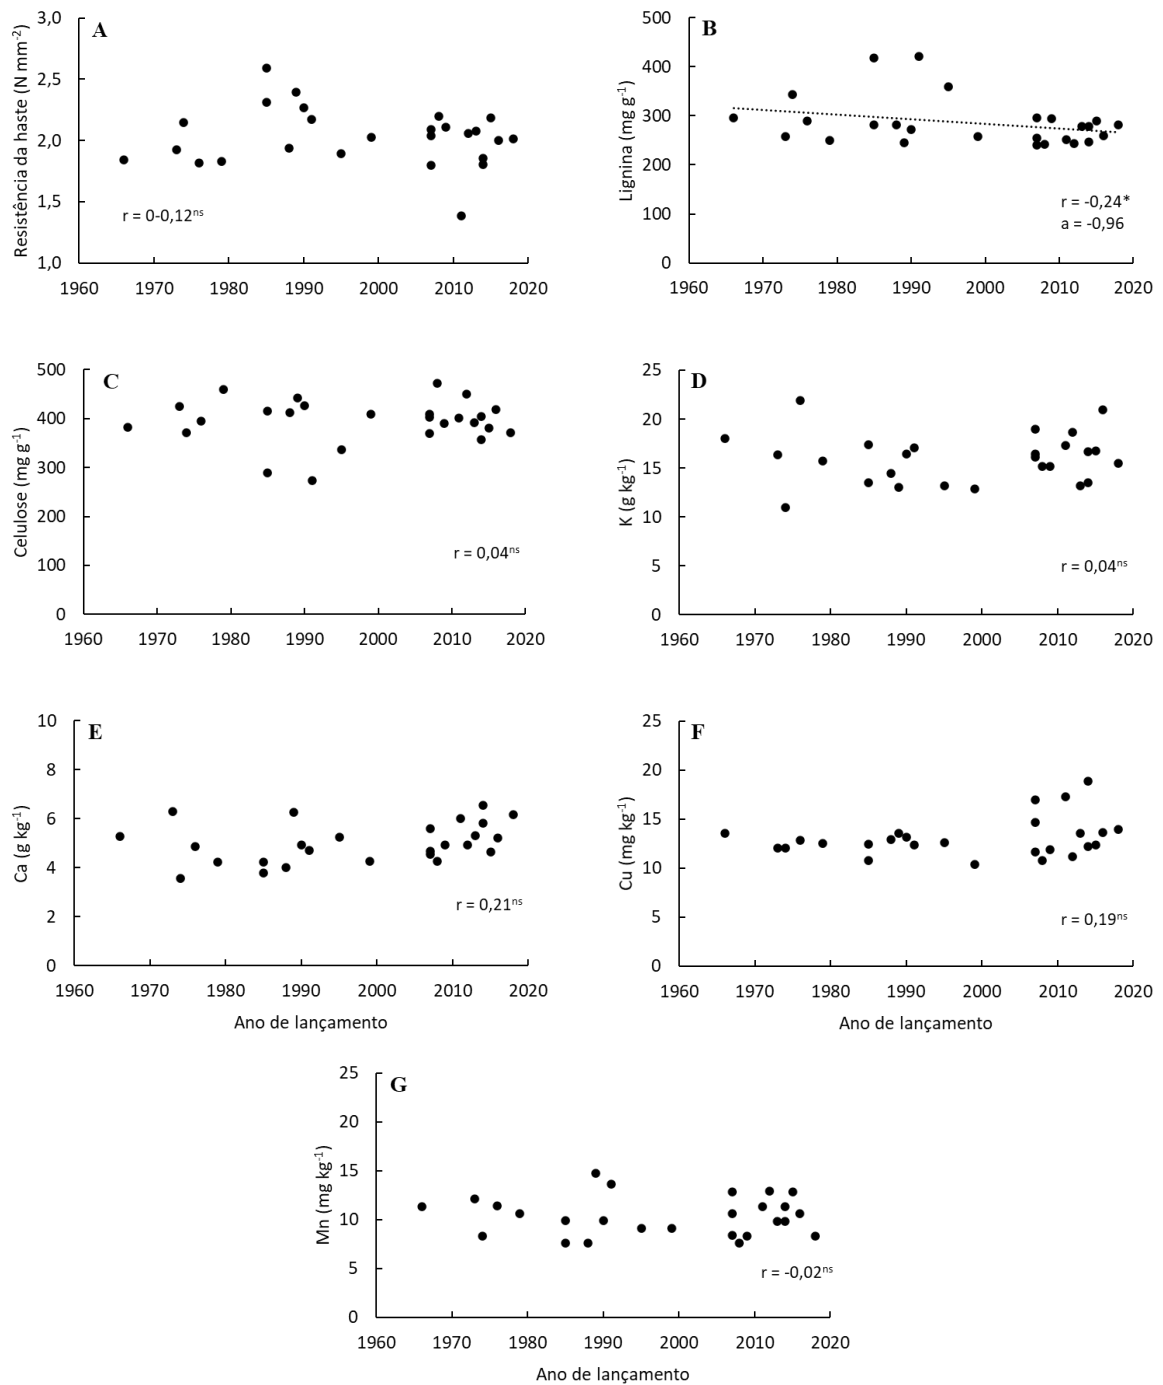 A
Resistência da haste (N mm-2)
3,0
2,5
2,0
1,5
1,0
r = 0-0,12ns
1960 1970 1980 1990 2000 2010 2020
B
Lignina (mg g-1)
500
400
300
200
100
0
r = -0,24*
a = -0,96
1960 1970 1980 1990 2000 2010 2020
C
Celulose (mg g-1)
500
400
300
200
100
0
r = 0,04ns
1960 1970 1980 1990 2000 2010 2020
D
K (g kg-1)
25
20
15
10
5
0
r = 0,04ns
1960 1970 1980 1990 2000 2010 2020
E
Ca (g kg-1)
10
8
6
4
2
0
r = 0,21ns
1960 1970 1980 1990 2000 2010 2020
Ano de lançamento
F
Cu (mg kg-1)
25
20
15
10
5
0
r = 0,19ns
1960 1970 1980 1990 2000 2010 2020
Ano de lançamento
G
Mn (mg kg-1)
25
20
15
10
5
0
r = -0,02ns
1960 1970 1980 1990 2000 2010 2020
Ano de lançamento